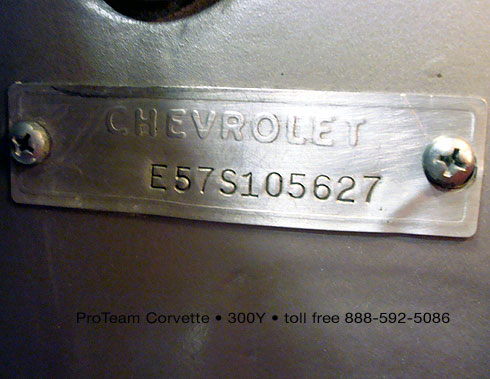 CHEVROLET
E57S105627
ProTeam Corvette • 300Y • toll free 888-592-5086